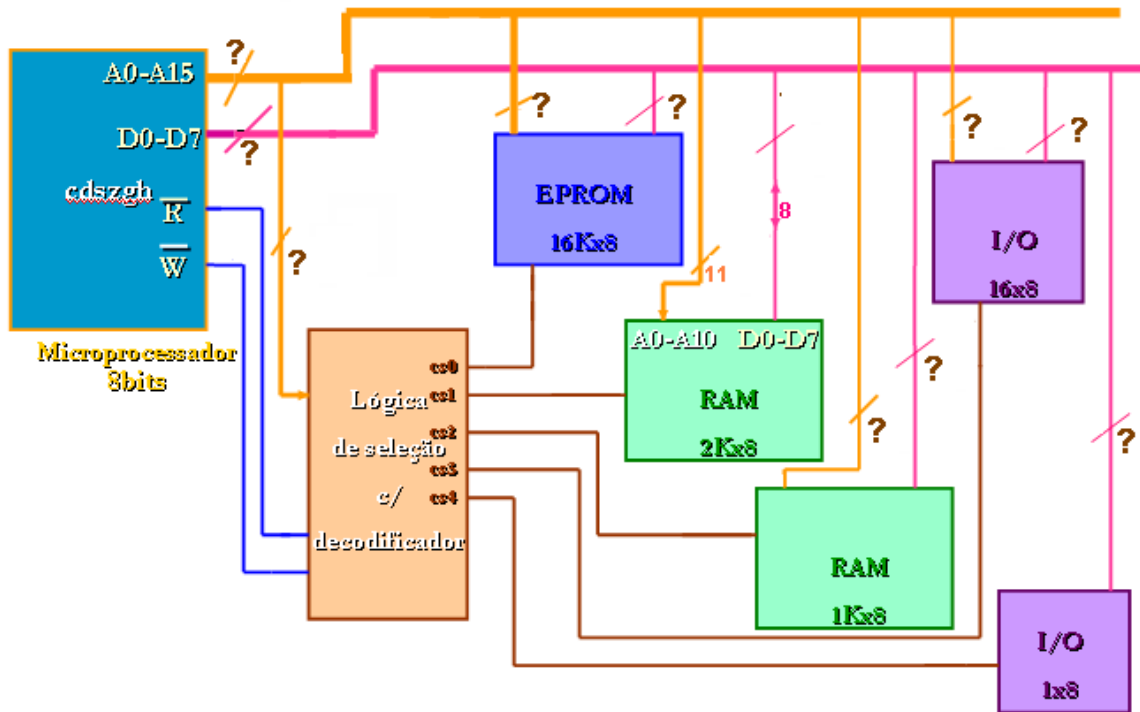 ?
A0-A15
D0-D7
?
cdszgh
R
W
?
Microprocessador
8bits
?
?
EPROM
16Kx8
8
11
?
?
I/O
16x8
cs0
cs1
cs2
cs3
cs4
Lógica
de seleção
c/
decodificador
A0-A10 D0-D7
RAM
2Kx8
?
?
?
RAM
1Kx8
I/O
1x8